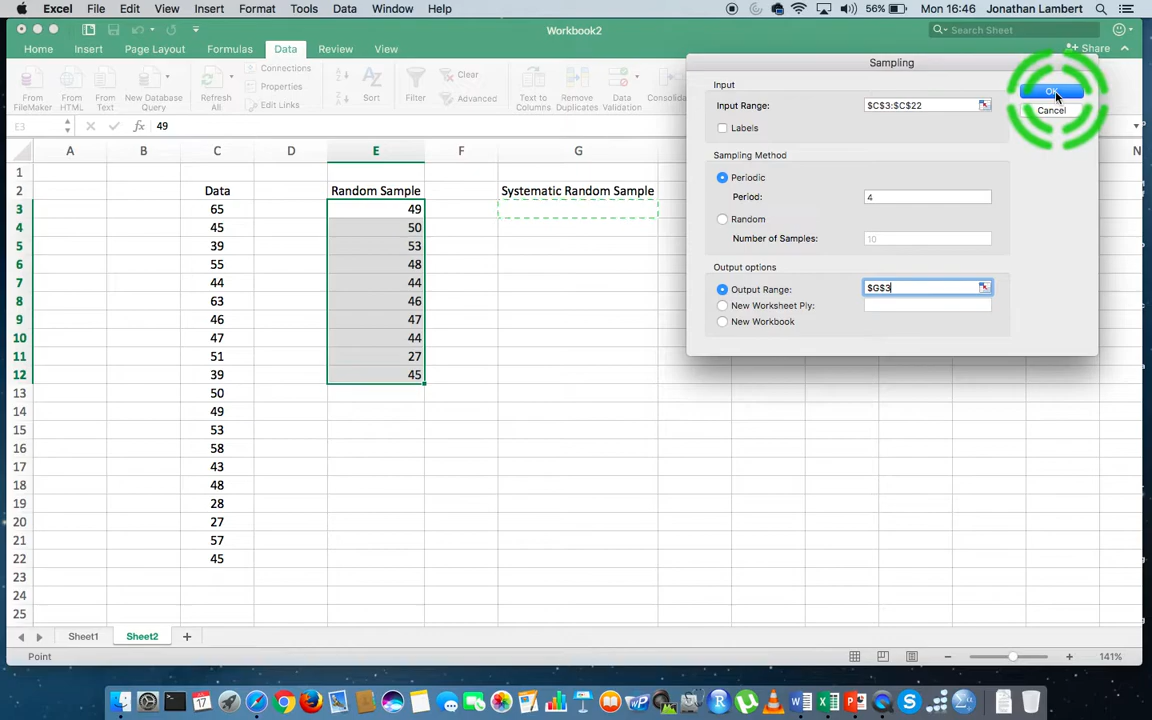 Excel File Edit View Insert Format Tools Data Window Help 56% Mon 16:46 Jonathan Lambert
Workbook2
Search Sheet
Home Insert Page Layout Formulas Data Review View
Share
From FileMaker
From HTML
From Text
New Database Query
Refresh All
Connections
Properties
Edit Links
Sort
Filter
Clear
Advanced
Text to Columns
Remove Duplicates
Data Validation
E3 fx 49
A B C D E F G N
1
2 Data Random Sample Systematic Random Sample
3 65 49
4 45 50
5 39 53
6 55 48
7 44 44
8 63 46
9 46 47
10 47 44
11 51 27
12 39 45
13 50
14 49
15 53
16 58
17 43
18 48
19 28
20 27
21 57
22 45
23
24
25
Sampling
Input
Input Range: $C$3:$C$22
Labels
OK
Cancel
Sampling Method
Periodic
Period: 4
Random
Number of Samples: 10
Output options
Output Range: $G$3
New Worksheet Ply:
New Workbook
Sheet1 Sheet2 +
Point 141%